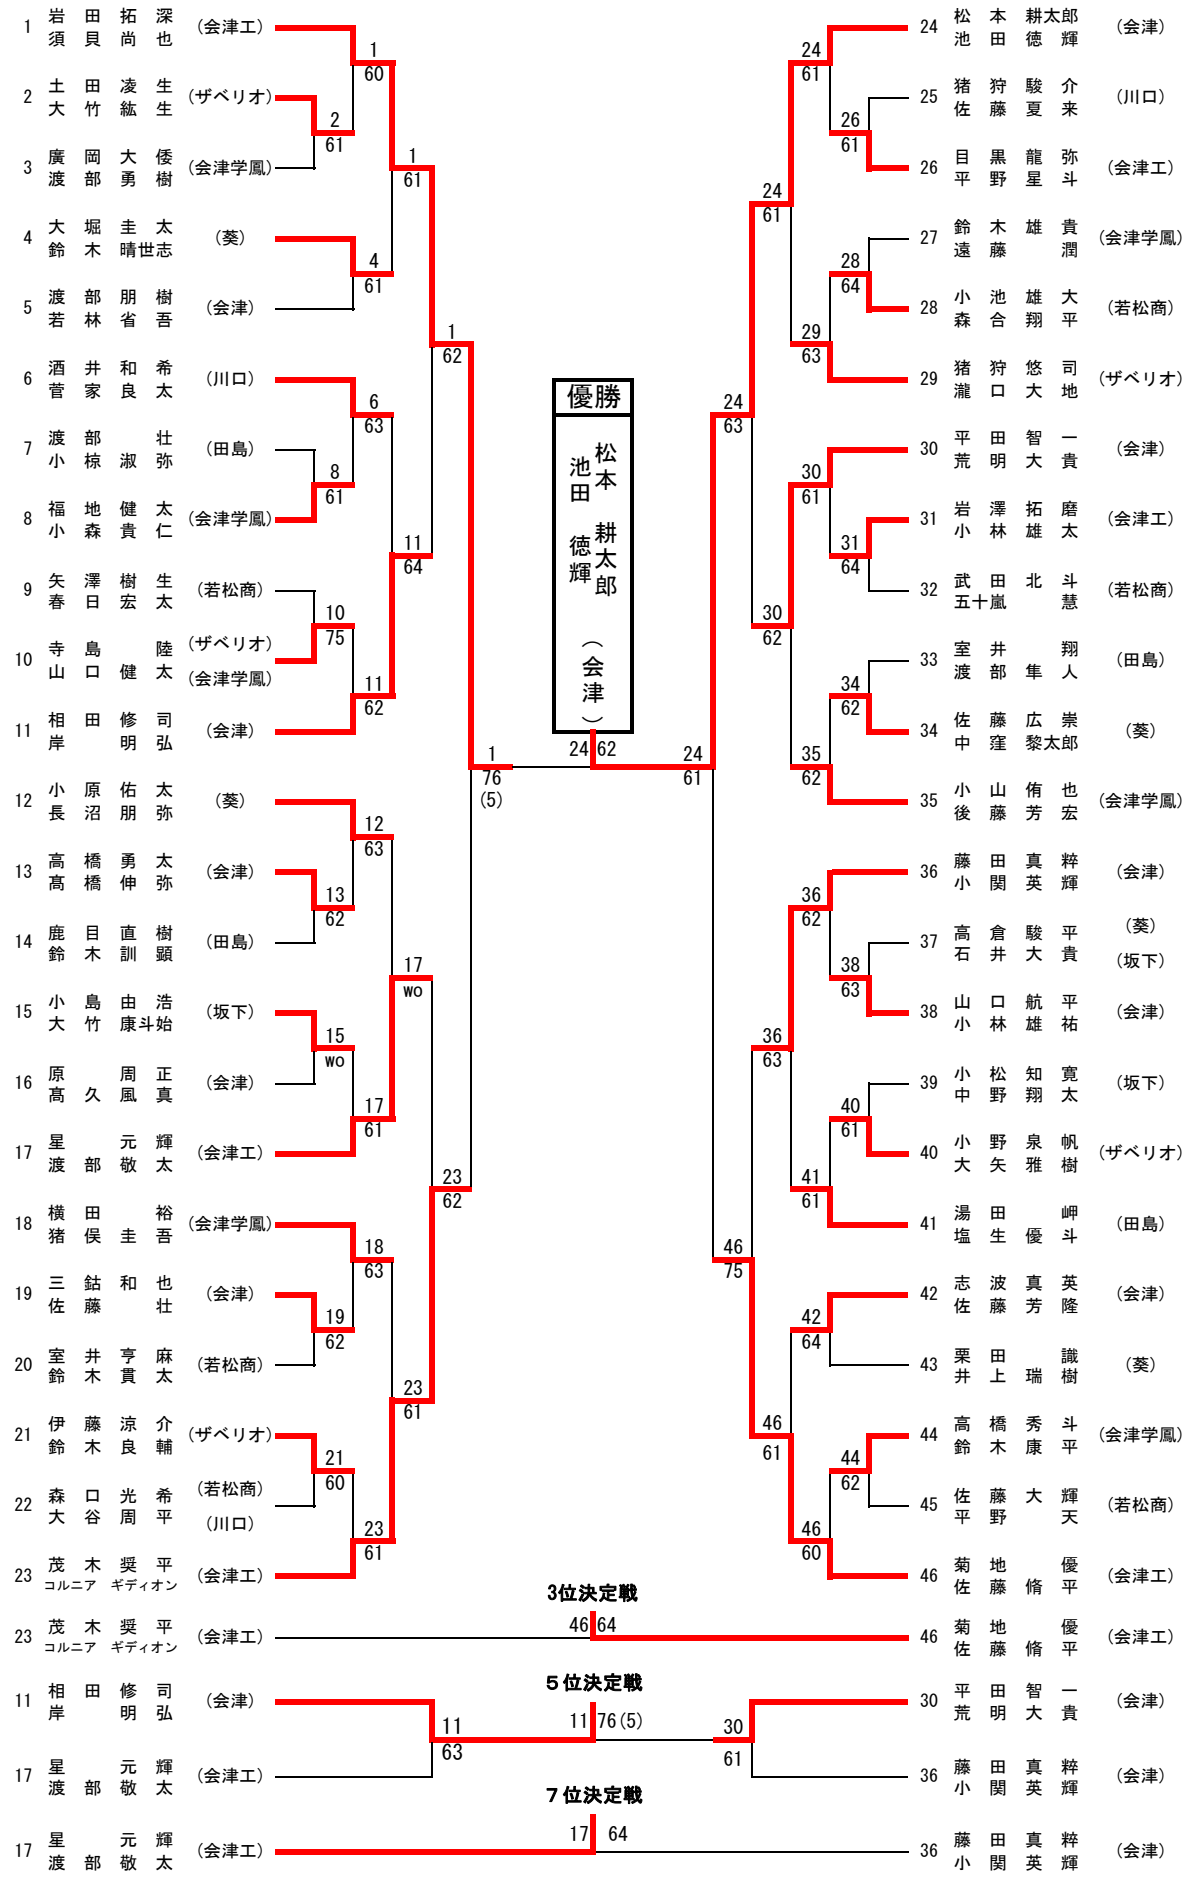 1 岩田拓深 (会津工)
須貝尚也
2 土田凌生 (ザベリオ)
大竹紘生
3 廣岡大倭 (会津学鳳)
渡部勇樹
4 大堀圭太 (葵)
鈴木晴世志
5 渡部朋樹 (会津)
若林省吾
6 酒井和希 (川口)
菅家良太
7 渡部壮 (田島)
小椋淑弥
8 福地健太 (会津学鳳)
小森貴仁
9 矢澤樹生 (若松商)
春日宏太
10 寺島陸 (ザベリオ)
山口健太 (会津学鳳)
11 相田修司 (会津)
岸明弘
12 小原佑太 (葵)
長沼朋弥
13 高橋勇太 (会津)
髙橋伸弥
14 鹿目直樹 (田島)
鈴木訓顕
15 小島由浩 (坂下)
大竹康斗始
16 原周正 (会津)
髙久風真
17 星元輝 (会津工)
渡部敬太
18 横田裕 (会津学鳳)
猪俣圭吾
19 三鈷和也 (会津)
佐藤壮
20 室井亨麻 (若松商)
鈴木貫太
21 伊藤涼介 (ザベリオ)
鈴木良輔
22 森口光希 (若松商)
大谷周平 (川口)
23 茂木奨平 (会津工)
コルニア ギディオン
2
61
8
61
10
75
13
62
15
WO
19
62
21
60
1
60
4
61
6
63
11
62
12
63
17
61
18
63
23
61
1
61
11
64
17
WO
23
61
1
62
23
62
1
76
(5)
優勝
松本 耕太郎
池田 徳輝
(会津)
24 62
24
61
24
63
46
75
24
61
30
62
36
63
46
61
24
61
29
63
30
61
35
62
36
62
41
61
42
64
46
60
26
61
28
64
31
64
34
62
38
63
40
61
44
62
24 松本耕太郎 (会津)
池田徳輝
25 猪狩駿介 (川口)
佐藤夏来
26 目黒龍弥 (会津工)
平野星斗
27 鈴木雄貴 (会津学鳳)
遠藤潤
28 小池雄大 (若松商)
森合翔平
29 猪狩悠司 (ザベリオ)
瀧口大地
30 平田智一 (会津)
荒明大貴
31 岩澤拓磨 (会津工)
小林雄太
32 武田北斗 (若松商)
五十嵐慧
33 室井翔 (田島)
渡部隼人
34 佐藤広崇 (葵)
中窪黎太郎
35 小山侑也 (会津学鳳)
後藤芳宏
36 藤田真粋 (会津)
小関英輝
37 高倉駿平 (葵)
石井大貴 (坂下)
38 山口航平 (会津)
小林雄祐
39 小松知寛 (坂下)
中野翔太
40 小野泉帆 (ザベリオ)
大矢雅樹
41 湯田岬 (田島)
塩生優斗
42 志波真英 (会津)
佐藤芳隆
43 栗田識 (葵)
井上瑞樹
44 高橋秀斗 (会津学鳳)
鈴木康平
45 佐藤大輝 (若松商)
平野天
46 菊地優 (会津工)
佐藤脩平
3位決定戦
23 茂木奨平 (会津工)
コルニア ギディオン
46 64
46 菊地優 (会津工)
佐藤脩平
５位決定戦
11 相田修司 (会津)
岸明弘
17 星元輝 (会津工)
渡部敬太
11
63
11 76(5)
30
61
30 平田智一 (会津)
荒明大貴
36 藤田真粋 (会津)
小関英輝
７位決定戦
17 星元輝 (会津工)
渡部敬太
17 64
36 藤田真粋 (会津)
小関英輝